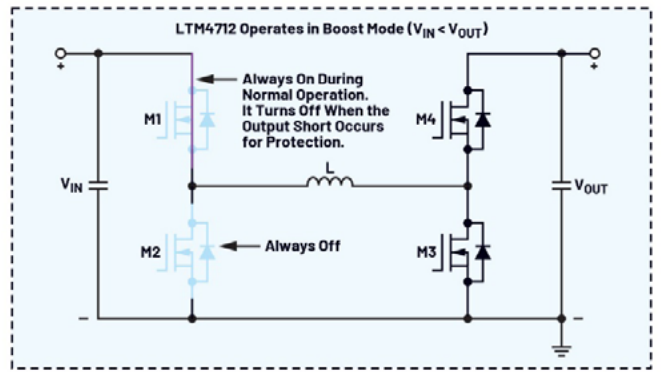 LTM4712 Operates in Boost Mode (VIN < VOUT)
+
+
Always On During
Normal Operation.
It Turns Off When the
Output Short Occurs
for Protection.
M1
M4
L
VIN
VOUT
M2
Always Off
M3
–
–